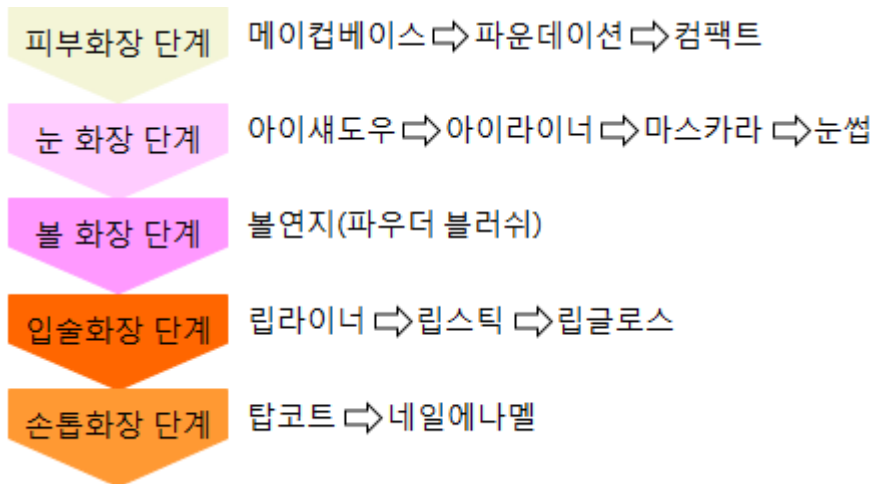 피부화장 단계 메이컵베이스⇨파운데이션⇨컴팩트
눈 화장 단계 아이섀도우⇨아이라이너⇨마스카라 ⇨눈썹
볼 화장 단계 볼연지(파우더 블러쉬)
입술화장 단계 립라이너 ⇨립스틱 ⇨립글로스
손톱화장 단계 탑코트 ⇨네일에나멜